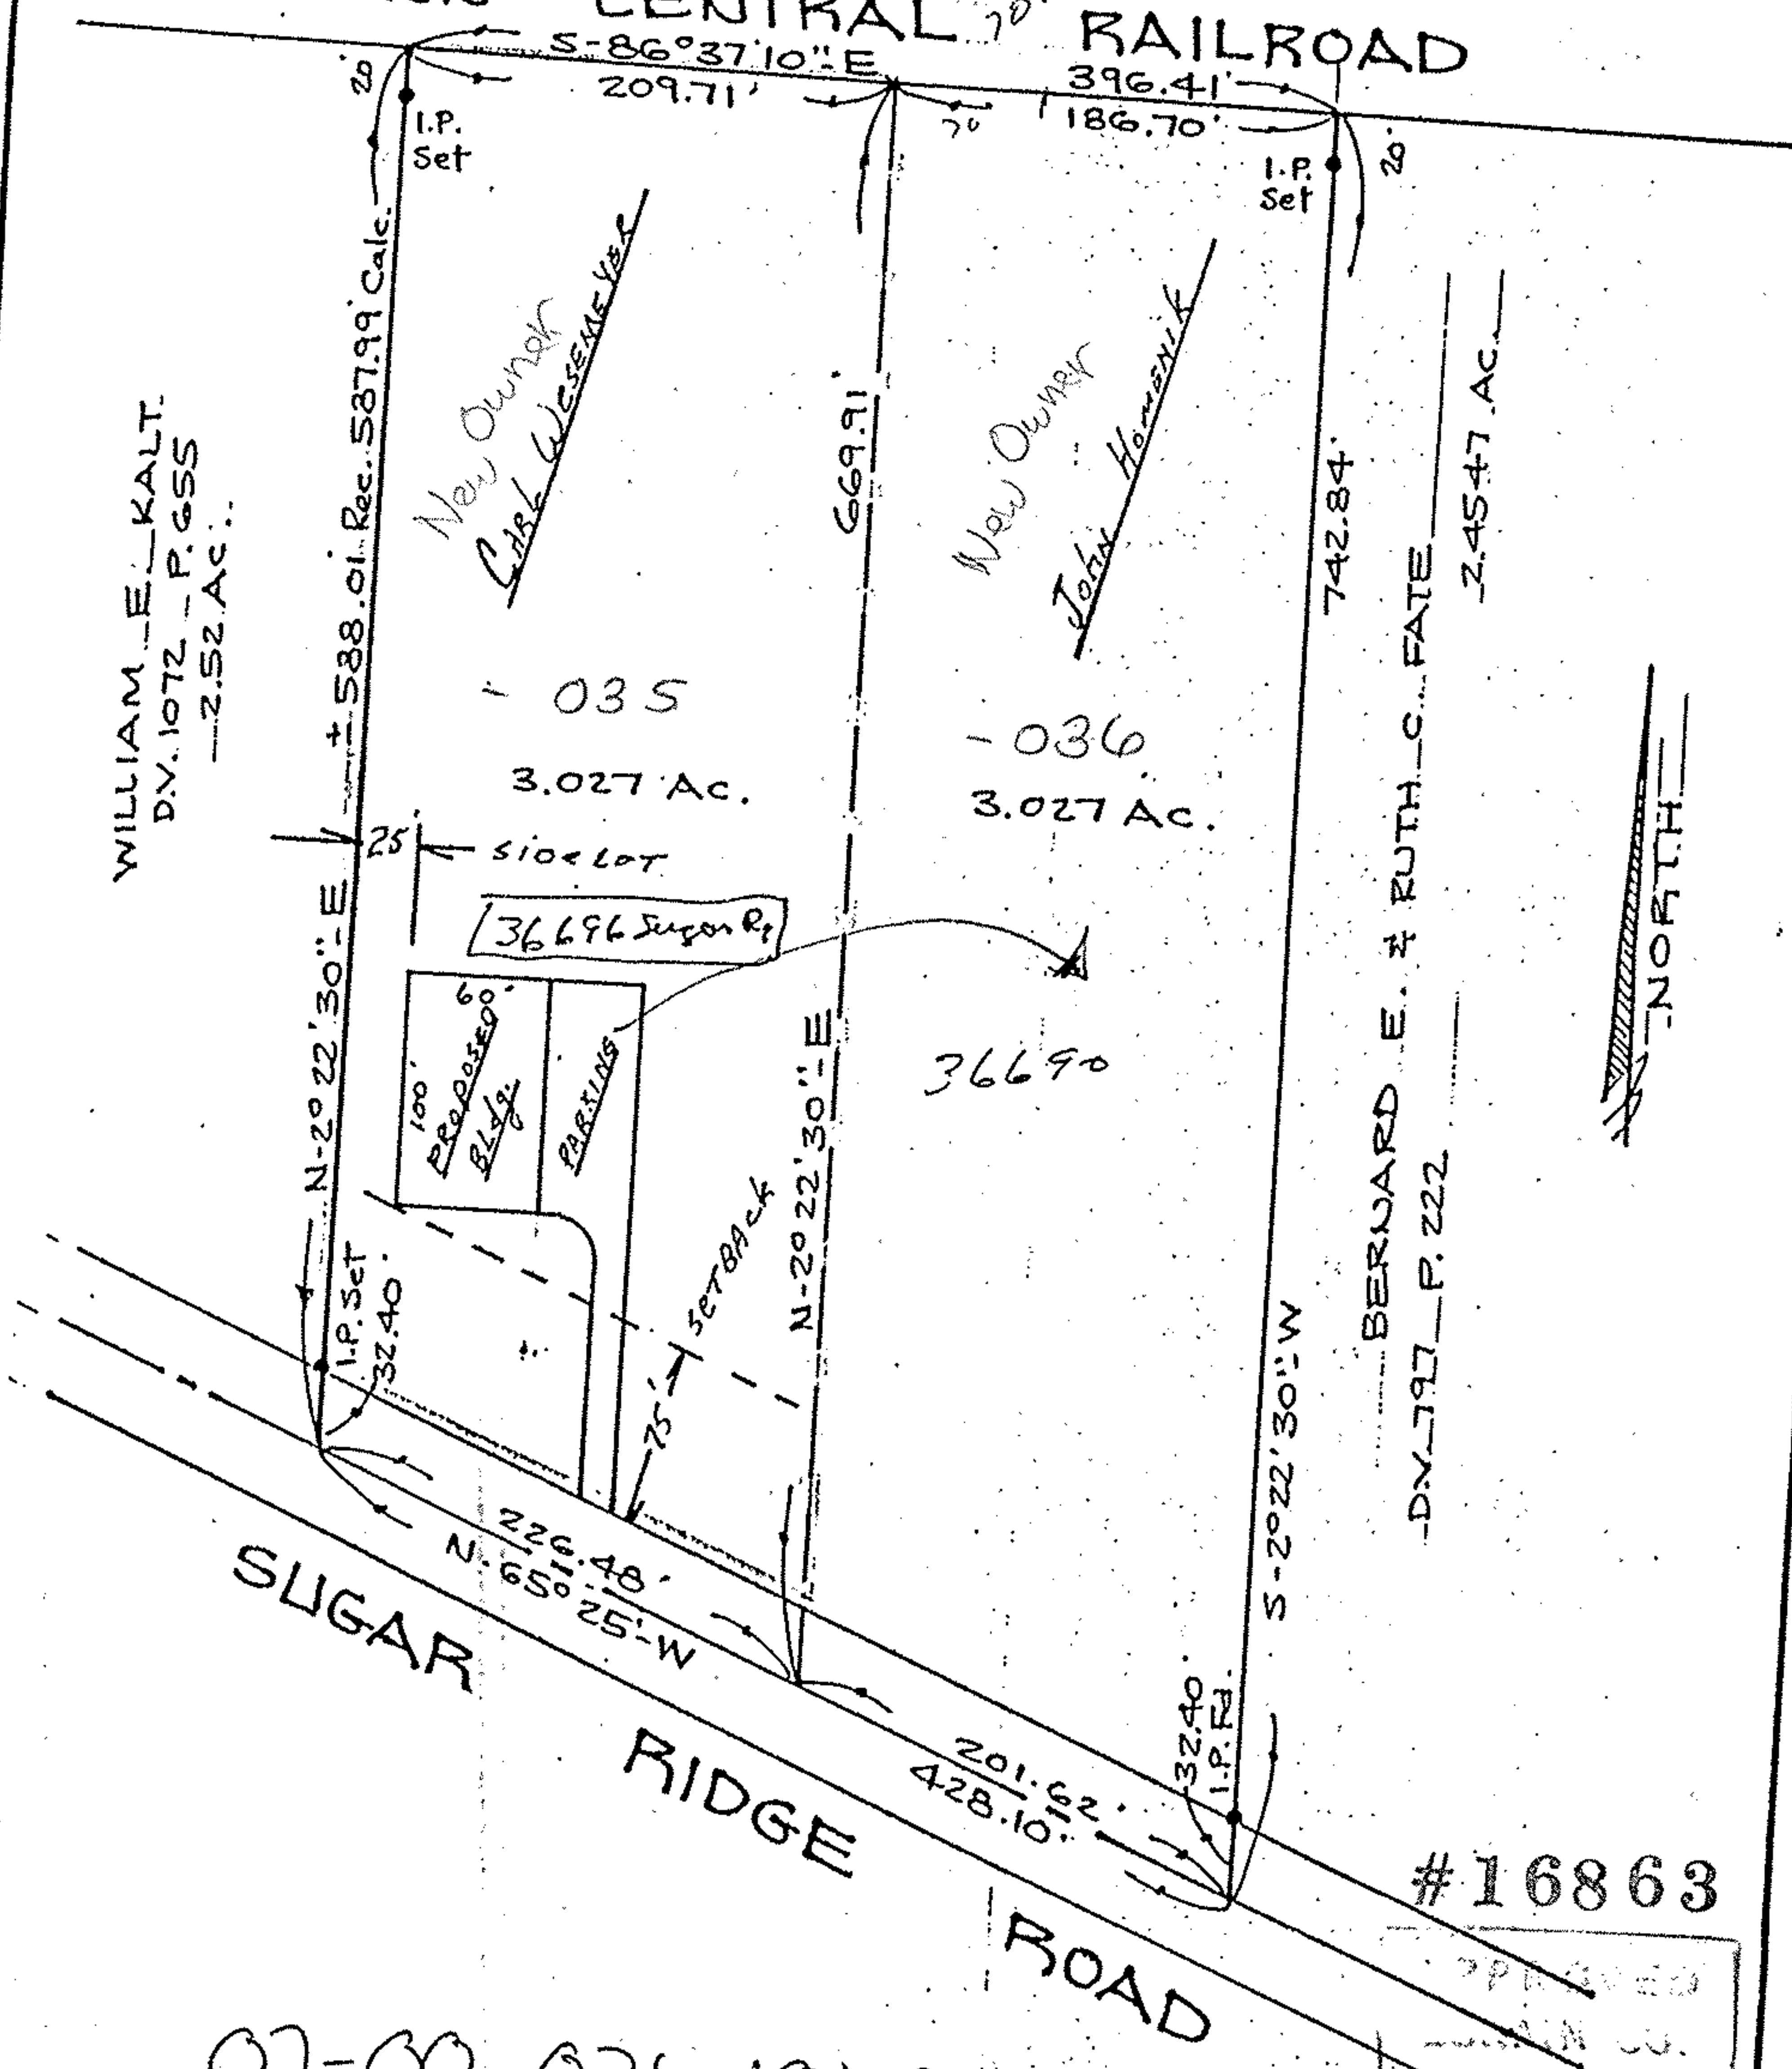 CENTRAL
RAILROAD
S-86°37'10"-E
209.71'
396.41'
186.70'
70'
20'
20'
I.P.
Set
I.P.
Set
New Owner
CARL WESEMEYER
New Owner
John Homenik
588.01' Rec. 587.99' Calc.
669.91'
742.84'
WILLIAM E. KALT
D.V. 1072 - P. 655
2.52 AC.
- 035
3.027 AC.
- 036
3.027 AC.
25'
SIDE LOT
36696 Sugar Rg
60'
100'
PROPOSED
BLdg.
PARKING
36690
N-2°22'30"-E
N-2°22'30"-E
S-2°22'30"-W
SETBACK
75'
I.P. Set
32.40'
32.40'
I.P. Fd.
BERNARD E. & RUTH C. FATE
D.V. 797 P. 222
2.4547 AC.
NORTH
226.48'
N-65°25'-W
201.62'
428.10'
SUGAR
RIDGE
ROAD
#16863